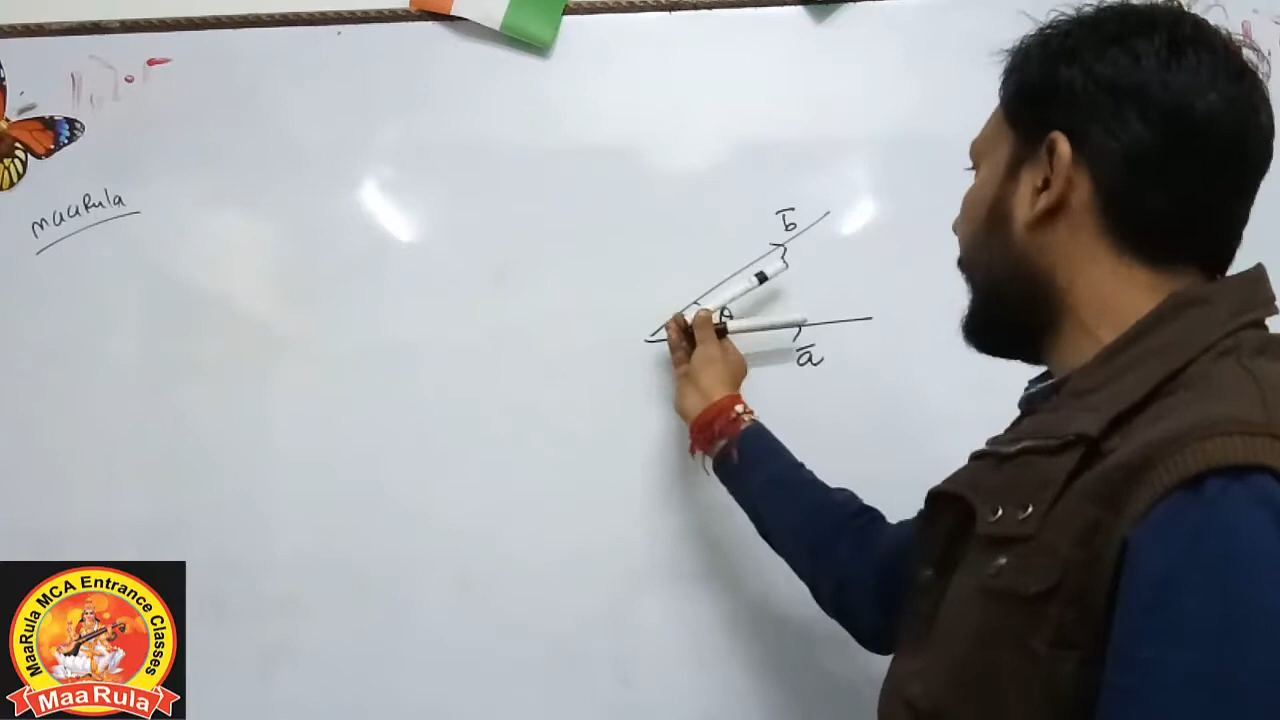 MaaRula
b̅
θ
a̅
MaaRula MCA Entrance Classes
MaaRula